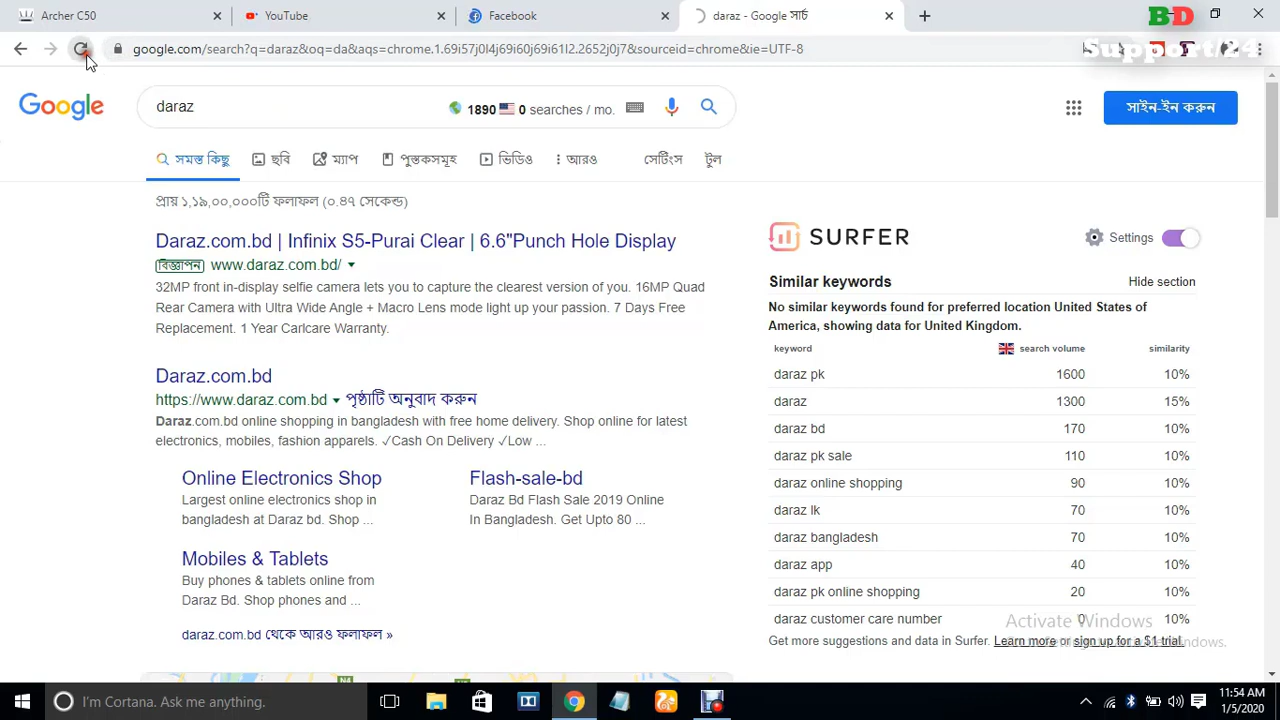 Archer C50
YouTube
Facebook
daraz - Google সার্চ
BD
Support/24
google.com/search?q=daraz&oq=da&aqs=chrome.1.69i57j0l4j69i60j69i61l2.2652j0j7&sourceid=chrome&ie=UTF-8
Google
daraz
1890
0 searches / mo.
সাইন-ইন করুন
সমস্ত কিছু
ছবি
ম্যাপ
পুস্তকসমূহ
ভিডিও
আরও
সেটিংস
টুল
প্রায় ১,১৯,০০,০০০টি ফলাফল (০.৪৭ সেকেন্ড)
Daraz.com.bd | Infinix S5-Purai Clear | 6.6"Punch Hole Display
বিজ্ঞাপন www.daraz.com.bd/
32MP front in-display selfie camera lets you to capture the clearest version of you. 16MP Quad
Rear Camera with Ultra Wide Angle + Macro Lens mode light up your passion. 7 Days Free
Replacement. 1 Year Carlcare Warranty.
Daraz.com.bd
https://www.daraz.com.bd পৃষ্ঠাটি অনুবাদ করুন
Daraz.com.bd online shopping in bangladesh with free home delivery. Shop online for latest
electronics, mobiles, fashion apparels. ✓Cash On Delivery ✓Low ...
Online Electronics Shop
Largest online electronics shop in
bangladesh at Daraz bd. Shop ...
Flash-sale-bd
Daraz Bd Flash Sale 2019 Online
In Bangladesh. Get Upto 80 ...
Mobiles & Tablets
Buy phones & tablets online from
Daraz Bd. Shop phones and ...
daraz.com.bd থেকে আরও ফলাফল »
SURFER
Settings
Similar keywords
Hide section
No similar keywords found for preferred location United States of
America, showing data for United Kingdom.
keyword search volume similarity
daraz pk 1600 10%
daraz 1300 15%
daraz bd 170 10%
daraz pk sale 110 10%
daraz online shopping 90 10%
daraz lk 70 10%
daraz bangladesh 70 10%
daraz app 40 10%
daraz pk online shopping 20 10%
daraz customer care number 0 10%
Activate Windows
Get more suggestions and data in Surfer. Learn more or sign up for a $1 trial.
I'm Cortana. Ask me anything.
11:54 AM
1/5/2020